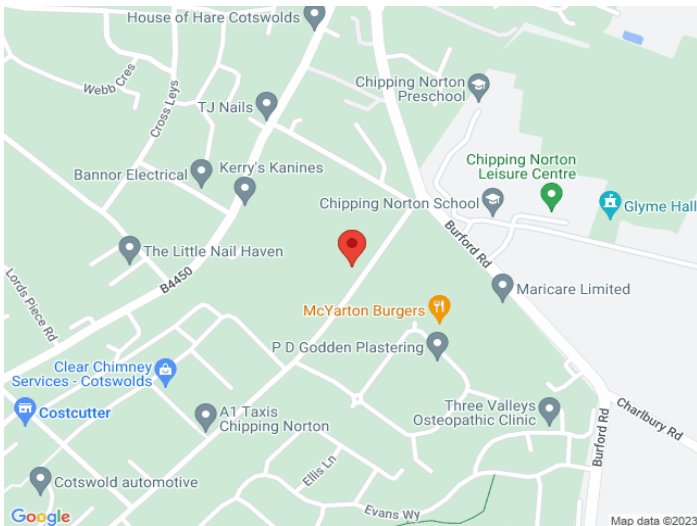 House of Hare Cotswolds
Webb Cres
Cross Leys
TJ Nails
Chipping Norton
Preschool
Bannor Electrical
Kerry's Kanines
Chipping Norton
Leisure Centre
Chipping Norton School
Glyme Hall
Burford Rd
The Little Nail Haven
B4450
Lords Piece Rd
Maricare Limited
McYarton Burgers
P D Godden Plastering
Clear Chimney
Services - Cotswolds
Costcutter
A1 Taxis
Chipping Norton
Three Valleys
Osteopathic Clinic
Charlbury Rd
Burford Rd
Ellis Ln
Cotswold automotive
Evans Wy
Google
Map data ©2023